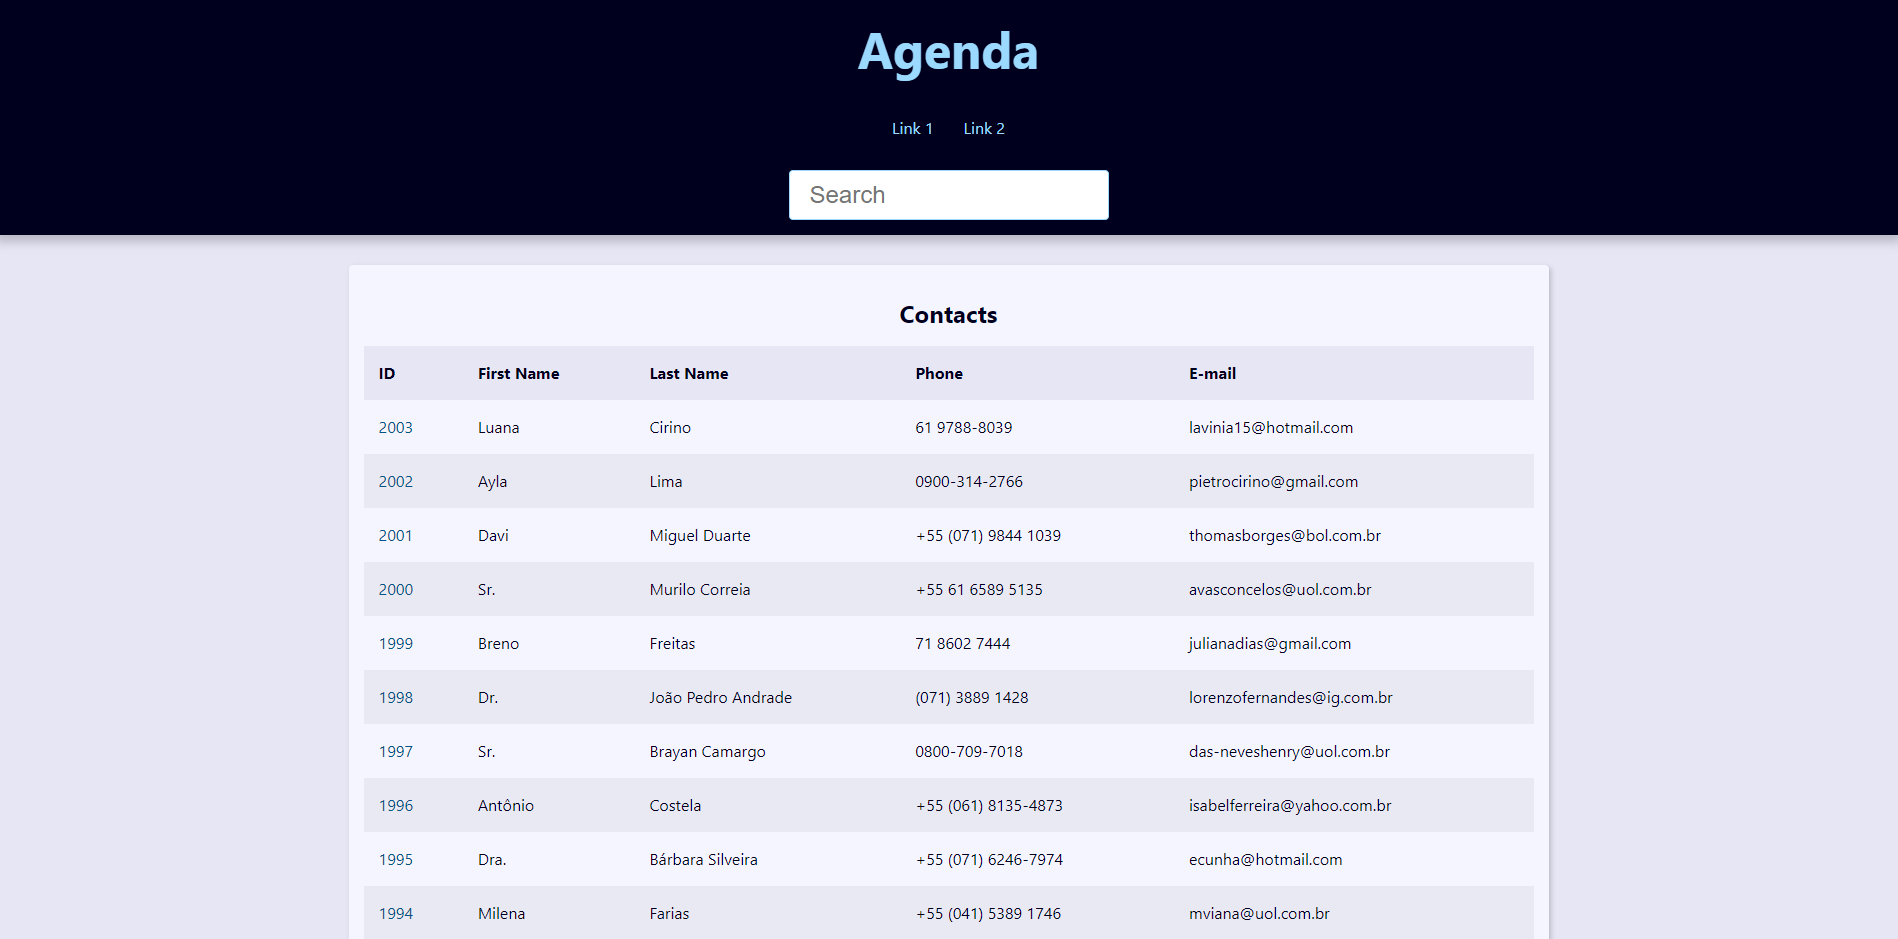 Agenda
Link 1 Link 2
Search
Contacts
ID First Name Last Name Phone E-mail
2003 Luana Cirino 61 9788-8039 lavinia15@hotmail.com
2002 Ayla Lima 0900-314-2766 pietrocirino@gmail.com
2001 Davi Miguel Duarte +55 (071) 9844 1039 thomasborges@bol.com.br
2000 Sr. Murilo Correia +55 61 6589 5135 avasconcelos@uol.com.br
1999 Breno Freitas 71 8602 7444 julianadias@gmail.com
1998 Dr. João Pedro Andrade (071) 3889 1428 lorenzofernandes@ig.com.br
1997 Sr. Brayan Camargo 0800-709-7018 das-neveshenry@uol.com.br
1996 Antônio Costela +55 (061) 8135-4873 isabelferreira@yahoo.com.br
1995 Dra. Bárbara Silveira +55 (071) 6246-7974 ecunha@hotmail.com
1994 Milena Farias +55 (041) 5389 1746 mviana@uol.com.br